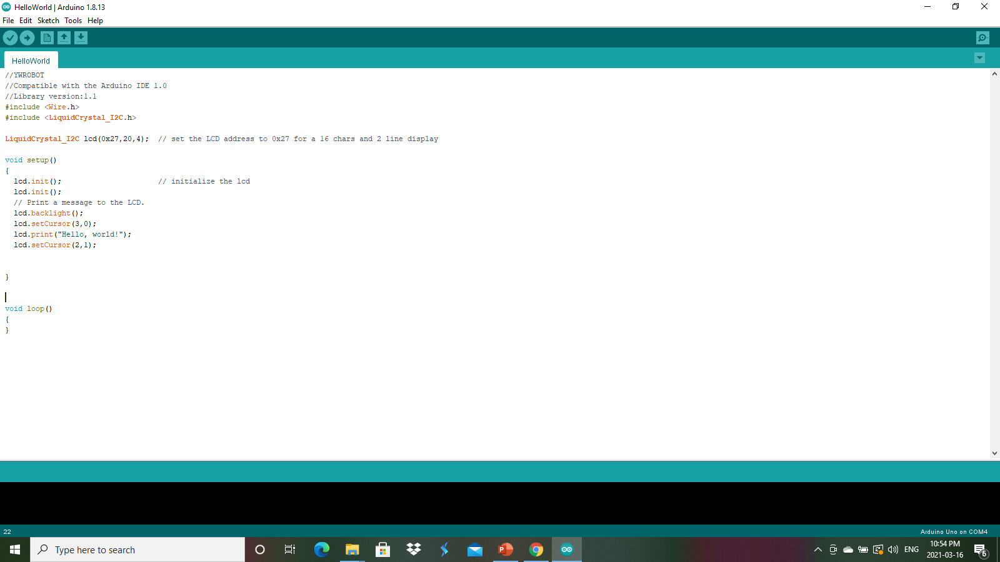 HelloWorld | Arduino 1.8.13
File Edit Sketch Tools Help
HelloWorld
//YWROBOT
//Compatible with the Arduino IDE 1.0
//Library version:1.1
#include <Wire.h>
#include <LiquidCrystal_I2C.h>
LiquidCrystal_I2C lcd(0x27,20,4);  // set the LCD address to 0x27 for a 16 chars and 2 line display
void setup()
{
  lcd.init();                      // initialize the lcd
  lcd.init();
  // Print a message to the LCD.
  lcd.backlight();
  lcd.setCursor(3,0);
  lcd.print("Hello, world!");
  lcd.setCursor(2,1);
}
void loop()
{
}
22
Arduino Uno on COM4
Type here to search
P
ENG
10:54 PM
2021-03-16
6